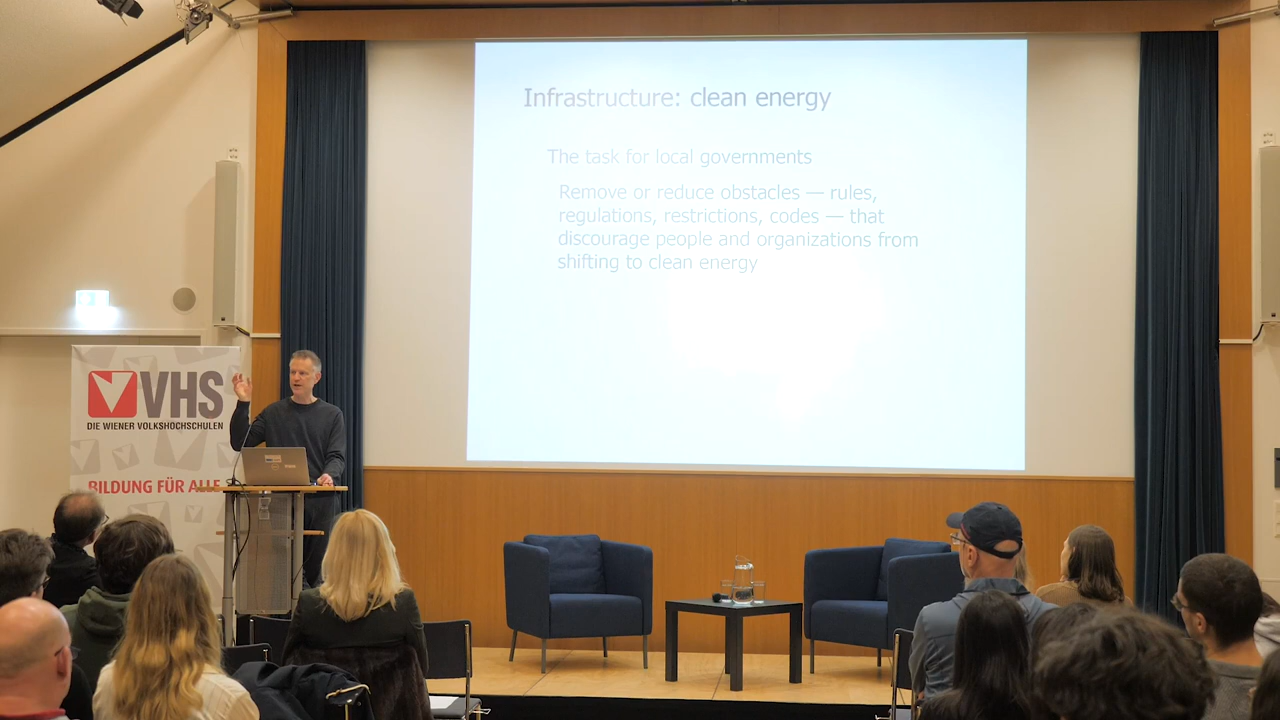 Infrastructure: clean energy
The task for local governments
Remove or reduce obstacles — rules,
regulations, restrictions, codes — that
discourage people and organizations from
shifting to clean energy
VHS
DIE WIENER VOLKSHOCHSCHULEN
BILDUNG FÜR ALLE